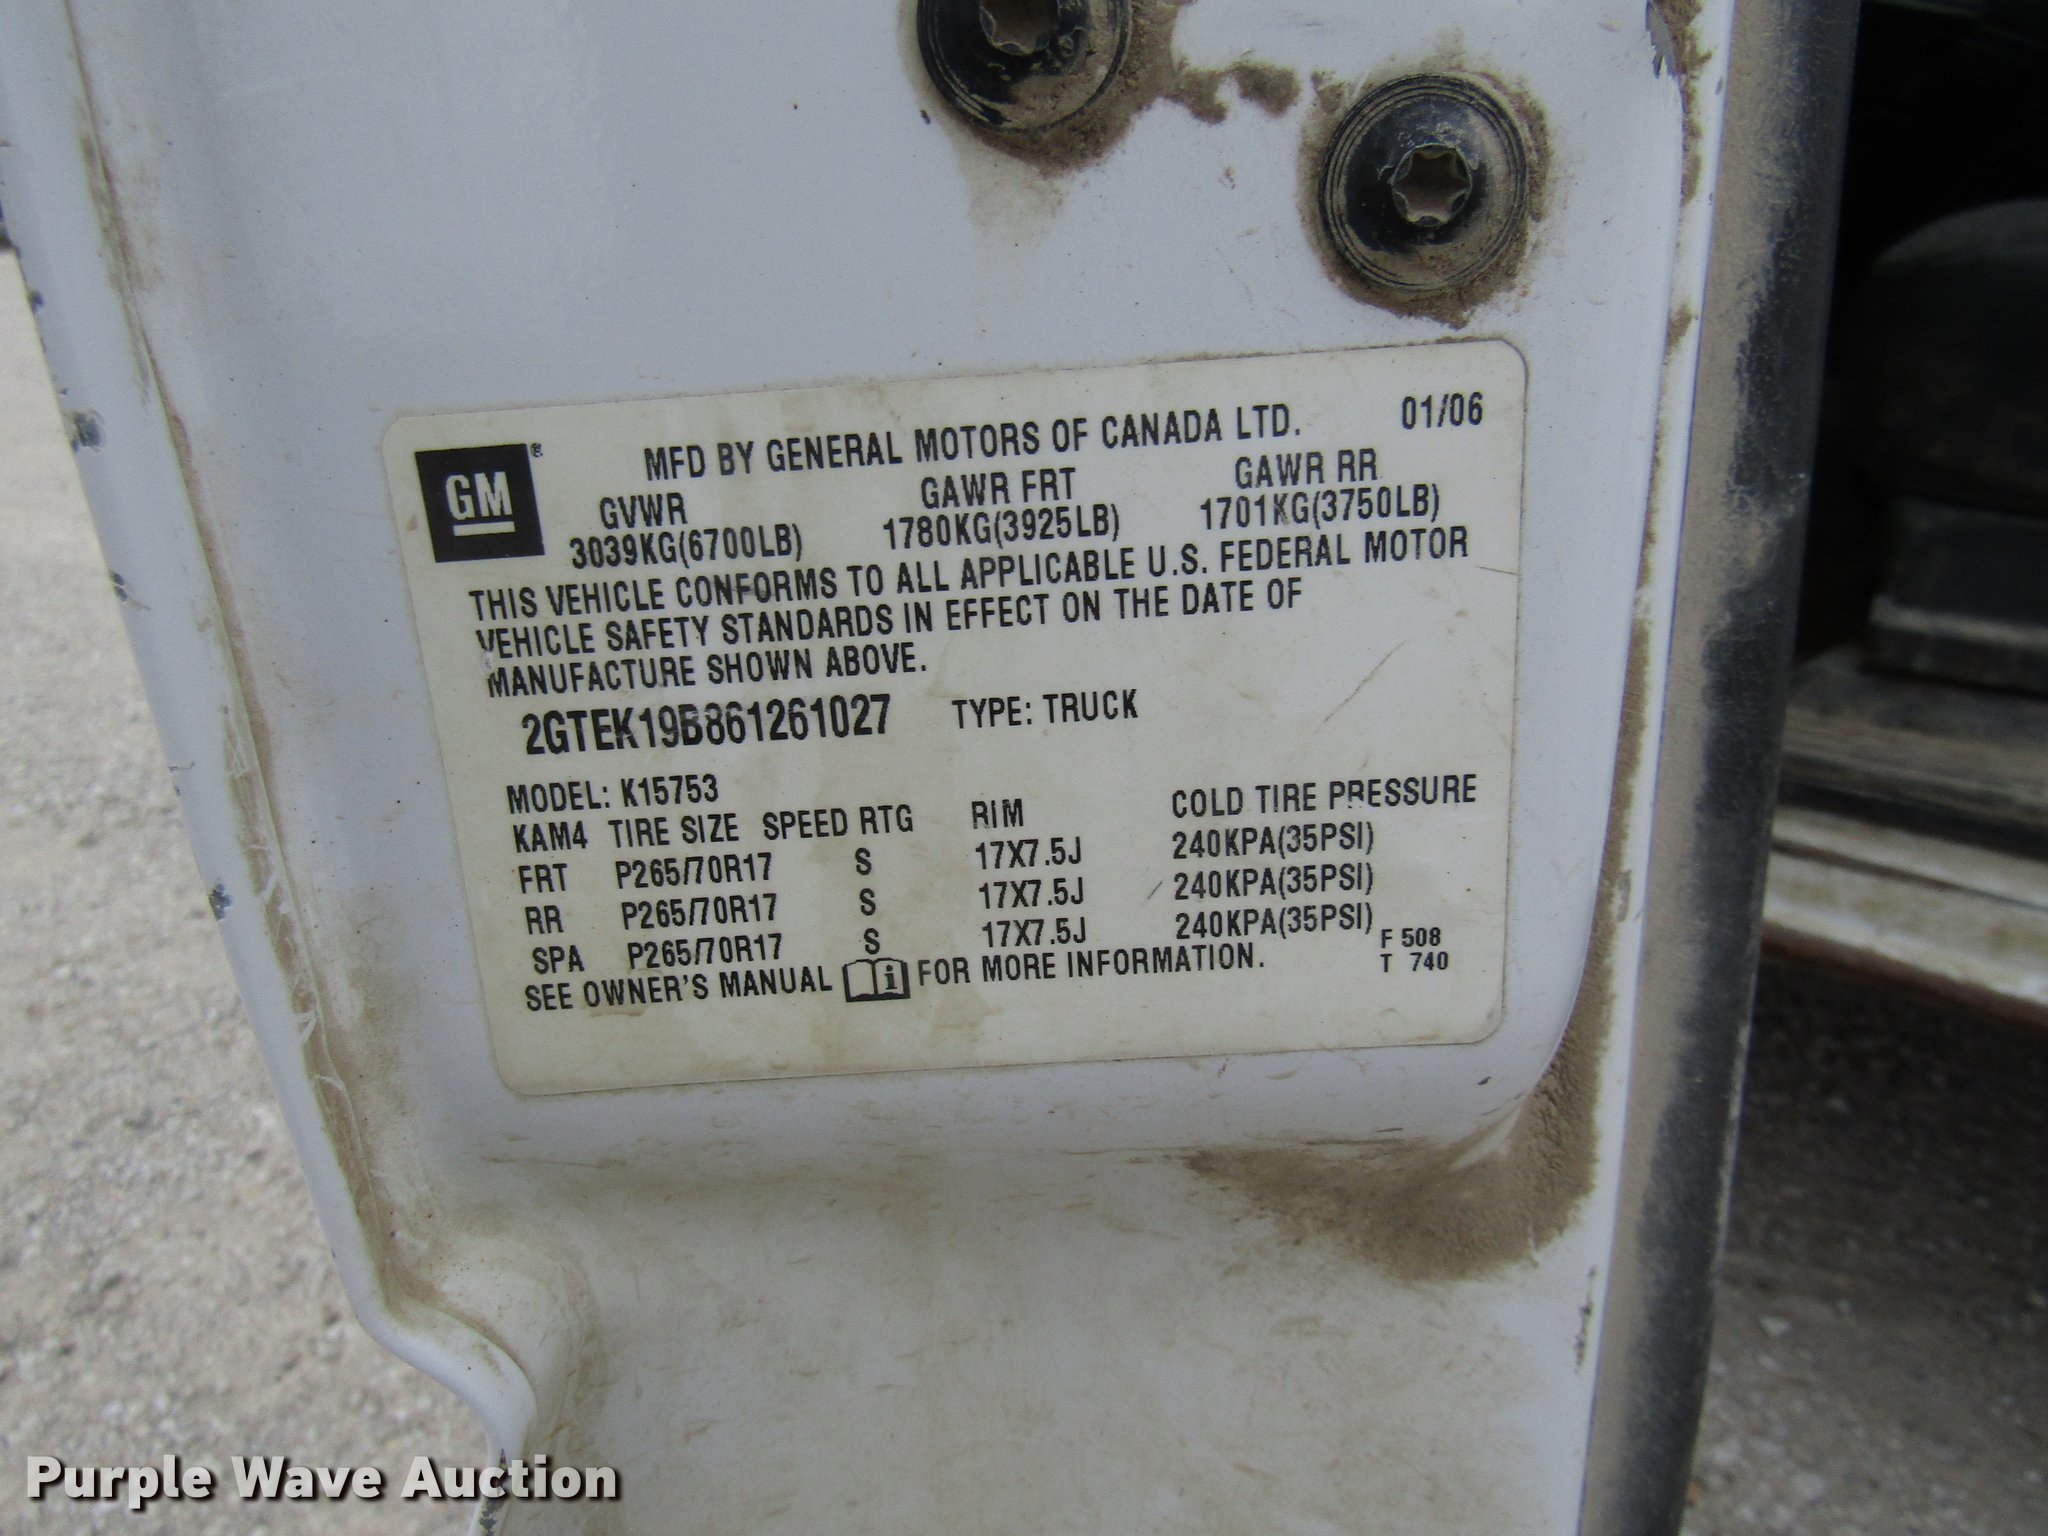 GM®
MFD BY GENERAL MOTORS OF CANADA LTD. 01/06
GVWR GAWR FRT GAWR RR
3039KG(6700LB) 1780KG(3925LB) 1701KG(3750LB)
THIS VEHICLE CONFORMS TO ALL APPLICABLE U.S. FEDERAL MOTOR
VEHICLE SAFETY STANDARDS IN EFFECT ON THE DATE OF
MANUFACTURE SHOWN ABOVE.
2GTEK19B861261027 TYPE: TRUCK
MODEL: K15753
KAM4 TIRE SIZE SPEED RTG RIM COLD TIRE PRESSURE
FRT P265/70R17 S 17X7.5J 240KPA(35PSI)
RR P265/70R17 S 17X7.5J 240KPA(35PSI)
SPA P265/70R17 S 17X7.5J 240KPA(35PSI)
SEE OWNER'S MANUAL i FOR MORE INFORMATION.
F 508
T 740
Purple Wave Auction